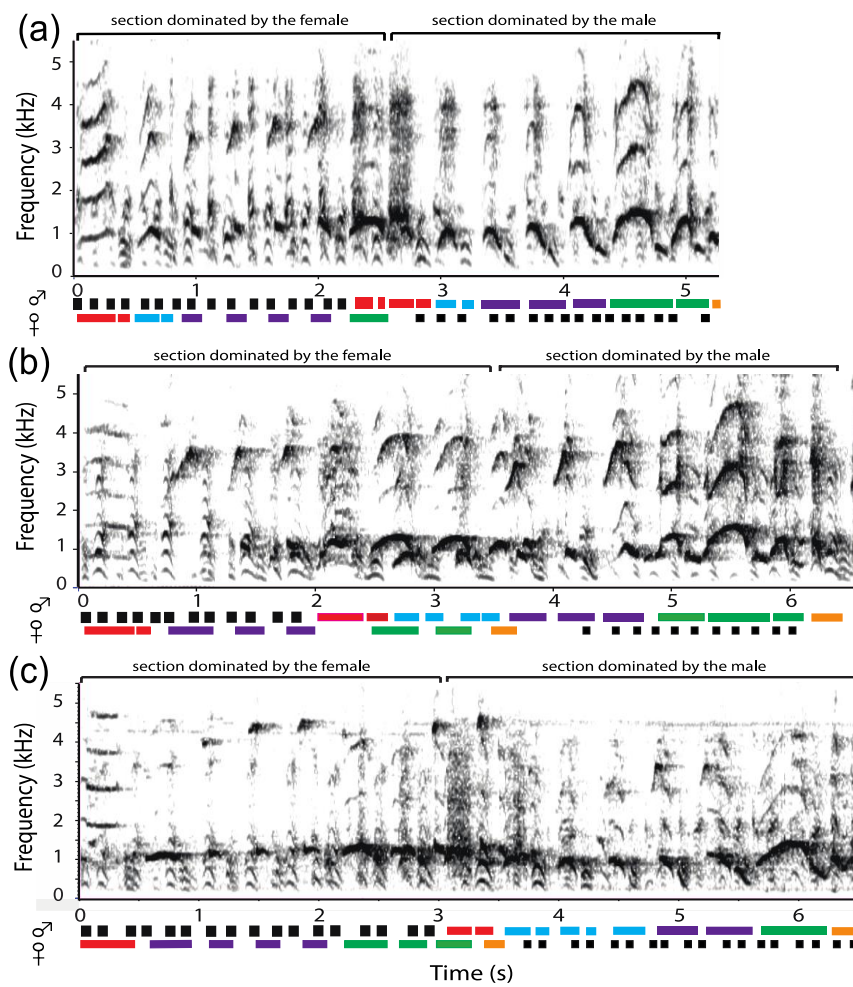 (a)
section dominated by the female section dominated by the male
5
4
3
2
1
0
Frequency (kHz)
0 1 2 3 4 5
♂
♀
(b)
section dominated by the female section dominated by the male
5
4
3
2
1
0
Frequency (kHz)
0 1 2 3 4 5 6
♂
♀
(c)
section dominated by the female section dominated by the male
5
4
3
2
1
0
Frequency (kHz)
0 1 2 3 4 5 6
♂
♀
Time (s)